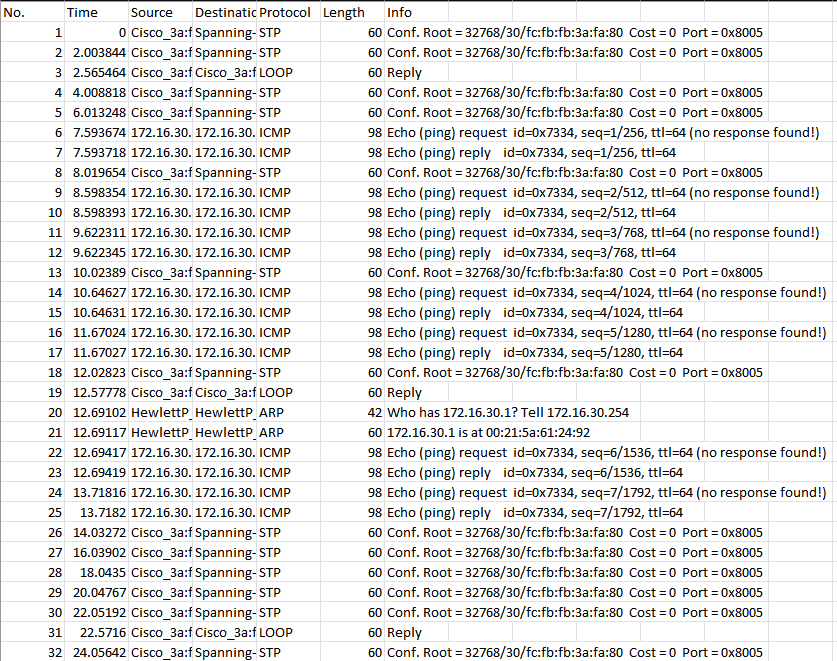 No. Time Source Destinatic Protocol Length Info
1 0 Cisco_3a:f Spanning- STP 60 Conf. Root = 32768/30/fc:fb:fb:3a:fa:80 Cost = 0 Port = 0x8005
2 2.003844 Cisco_3a:f Spanning- STP 60 Conf. Root = 32768/30/fc:fb:fb:3a:fa:80 Cost = 0 Port = 0x8005
3 2.565464 Cisco_3a:f Cisco_3a:f LOOP 60 Reply
4 4.008818 Cisco_3a:f Spanning- STP 60 Conf. Root = 32768/30/fc:fb:fb:3a:fa:80 Cost = 0 Port = 0x8005
5 6.013248 Cisco_3a:f Spanning- STP 60 Conf. Root = 32768/30/fc:fb:fb:3a:fa:80 Cost = 0 Port = 0x8005
6 7.593674 172.16.30. 172.16.30. ICMP 98 Echo (ping) request id=0x7334, seq=1/256, ttl=64 (no response found!)
7 7.593718 172.16.30. 172.16.30. ICMP 98 Echo (ping) reply id=0x7334, seq=1/256, ttl=64
8 8.019654 Cisco_3a:f Spanning- STP 60 Conf. Root = 32768/30/fc:fb:fb:3a:fa:80 Cost = 0 Port = 0x8005
9 8.598354 172.16.30. 172.16.30. ICMP 98 Echo (ping) request id=0x7334, seq=2/512, ttl=64 (no response found!)
10 8.598393 172.16.30. 172.16.30. ICMP 98 Echo (ping) reply id=0x7334, seq=2/512, ttl=64
11 9.622311 172.16.30. 172.16.30. ICMP 98 Echo (ping) request id=0x7334, seq=3/768, ttl=64 (no response found!)
12 9.622345 172.16.30. 172.16.30. ICMP 98 Echo (ping) reply id=0x7334, seq=3/768, ttl=64
13 10.02389 Cisco_3a:f Spanning- STP 60 Conf. Root = 32768/30/fc:fb:fb:3a:fa:80 Cost = 0 Port = 0x8005
14 10.64627 172.16.30. 172.16.30. ICMP 98 Echo (ping) request id=0x7334, seq=4/1024, ttl=64 (no response found!)
15 10.64631 172.16.30. 172.16.30. ICMP 98 Echo (ping) reply id=0x7334, seq=4/1024, ttl=64
16 11.67024 172.16.30. 172.16.30. ICMP 98 Echo (ping) request id=0x7334, seq=5/1280, ttl=64 (no response found!)
17 11.67027 172.16.30. 172.16.30. ICMP 98 Echo (ping) reply id=0x7334, seq=5/1280, ttl=64
18 12.02823 Cisco_3a:f Spanning- STP 60 Conf. Root = 32768/30/fc:fb:fb:3a:fa:80 Cost = 0 Port = 0x8005
19 12.57778 Cisco_3a:f Cisco_3a:f LOOP 60 Reply
20 12.69102 HewlettP_ HewlettP_ ARP 42 Who has 172.16.30.1? Tell 172.16.30.254
21 12.69117 HewlettP_ HewlettP_ ARP 60 172.16.30.1 is at 00:21:5a:61:24:92
22 12.69417 172.16.30. 172.16.30. ICMP 98 Echo (ping) request id=0x7334, seq=6/1536, ttl=64 (no response found!)
23 12.69419 172.16.30. 172.16.30. ICMP 98 Echo (ping) reply id=0x7334, seq=6/1536, ttl=64
24 13.71816 172.16.30. 172.16.30. ICMP 98 Echo (ping) request id=0x7334, seq=7/1792, ttl=64 (no response found!)
25 13.7182 172.16.30. 172.16.30. ICMP 98 Echo (ping) reply id=0x7334, seq=7/1792, ttl=64
26 14.03272 Cisco_3a:f Spanning- STP 60 Conf. Root = 32768/30/fc:fb:fb:3a:fa:80 Cost = 0 Port = 0x8005
27 16.03902 Cisco_3a:f Spanning- STP 60 Conf. Root = 32768/30/fc:fb:fb:3a:fa:80 Cost = 0 Port = 0x8005
28 18.0435 Cisco_3a:f Spanning- STP 60 Conf. Root = 32768/30/fc:fb:fb:3a:fa:80 Cost = 0 Port = 0x8005
29 20.04767 Cisco_3a:f Spanning- STP 60 Conf. Root = 32768/30/fc:fb:fb:3a:fa:80 Cost = 0 Port = 0x8005
30 22.05192 Cisco_3a:f Spanning- STP 60 Conf. Root = 32768/30/fc:fb:fb:3a:fa:80 Cost = 0 Port = 0x8005
31 22.5716 Cisco_3a:f Cisco_3a:f LOOP 60 Reply
32 24.05642 Cisco_3a:f Spanning- STP 60 Conf. Root = 32768/30/fc:fb:fb:3a:fa:80 Cost = 0 Port = 0x8005